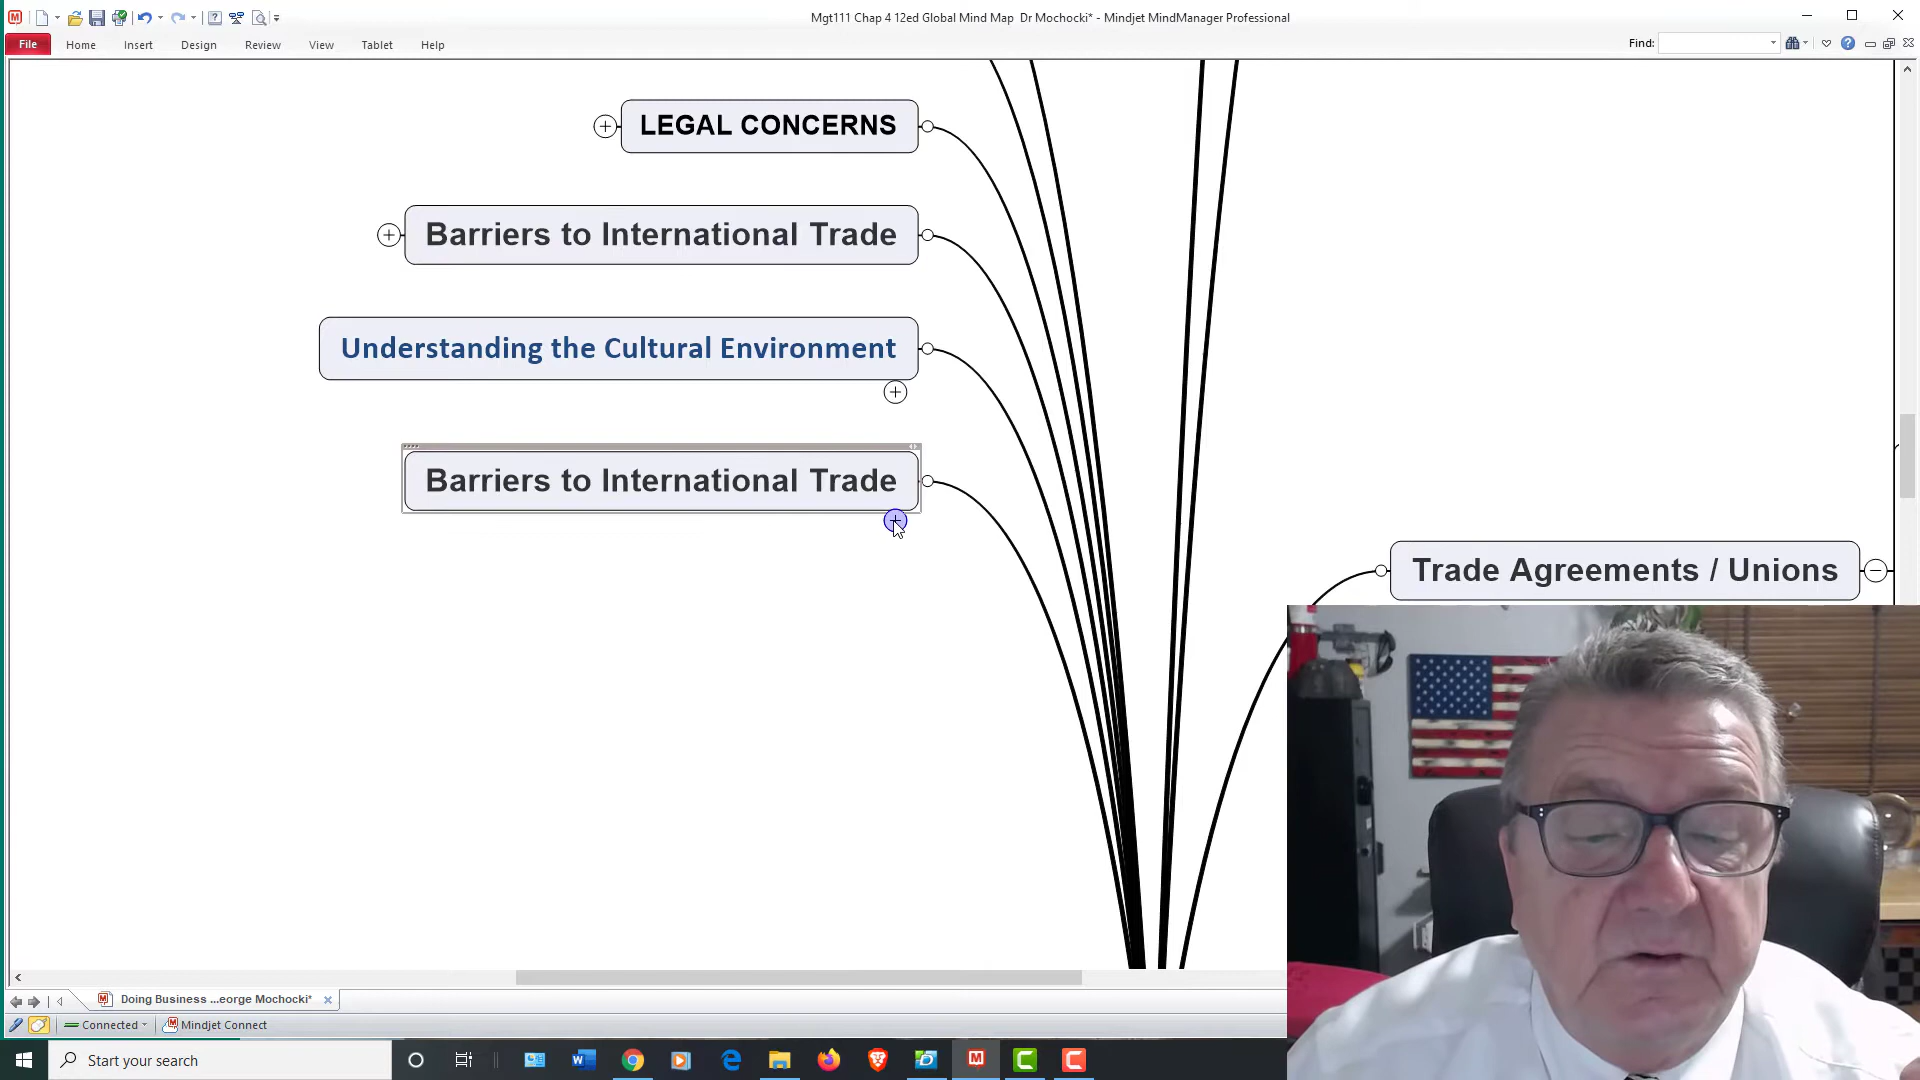 Mgt111 Chap 4 12ed Global Mind Map  Dr Mochocki* - Mindjet MindManager Professional
File Home Insert Design Review View Tablet Help
Find:
LEGAL CONCERNS
Barriers to International Trade
Understanding the Cultural Environment
Barriers to International Trade
Trade Agreements / Unions
Doing Business ...eorge Mochocki*
Connected
Mindjet Connect
Start your search